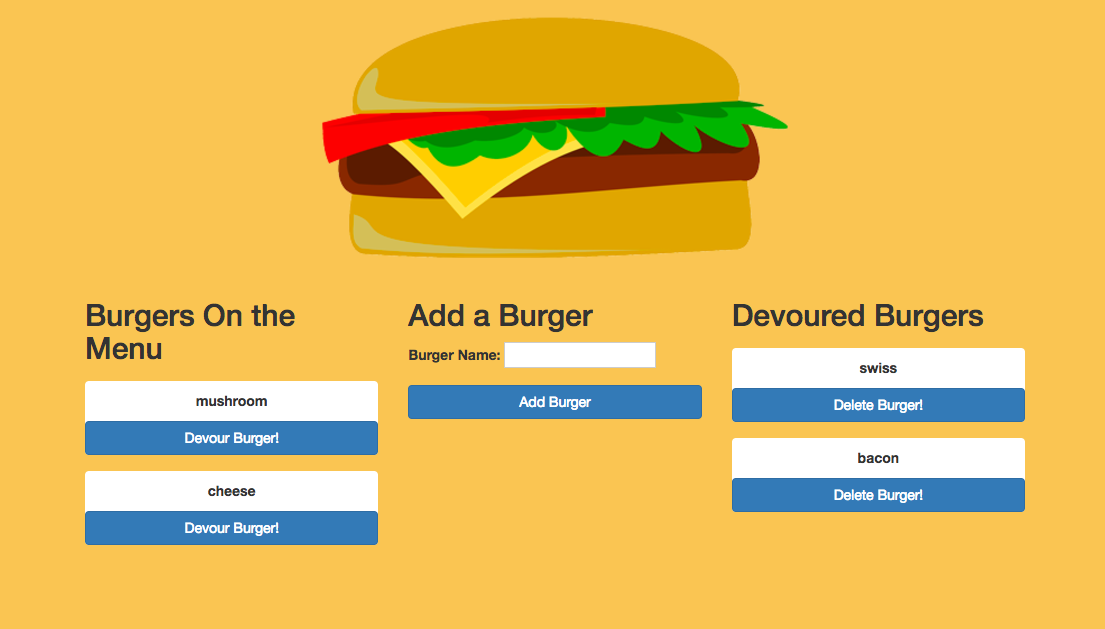 Burgers On the
Menu
mushroom
Devour Burger!
cheese
Devour Burger!
Add a Burger
Burger Name:
Add Burger
Devoured Burgers
swiss
Delete Burger!
bacon
Delete Burger!